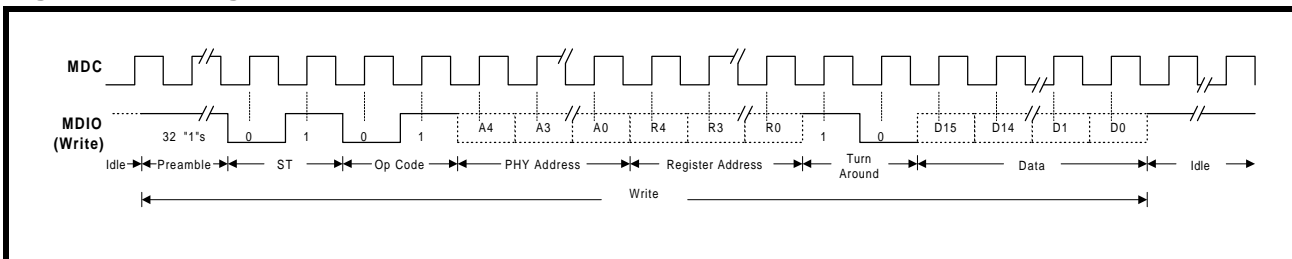 MDC
MDIO
(Write)
32 "1"s 0 1 0 1 A4 A3 A0 R4 R3 R0 1 0 D15 D14 D1 D0
Idle Preamble ST Op Code PHY Address Register Address Turn Around Data Idle
Write